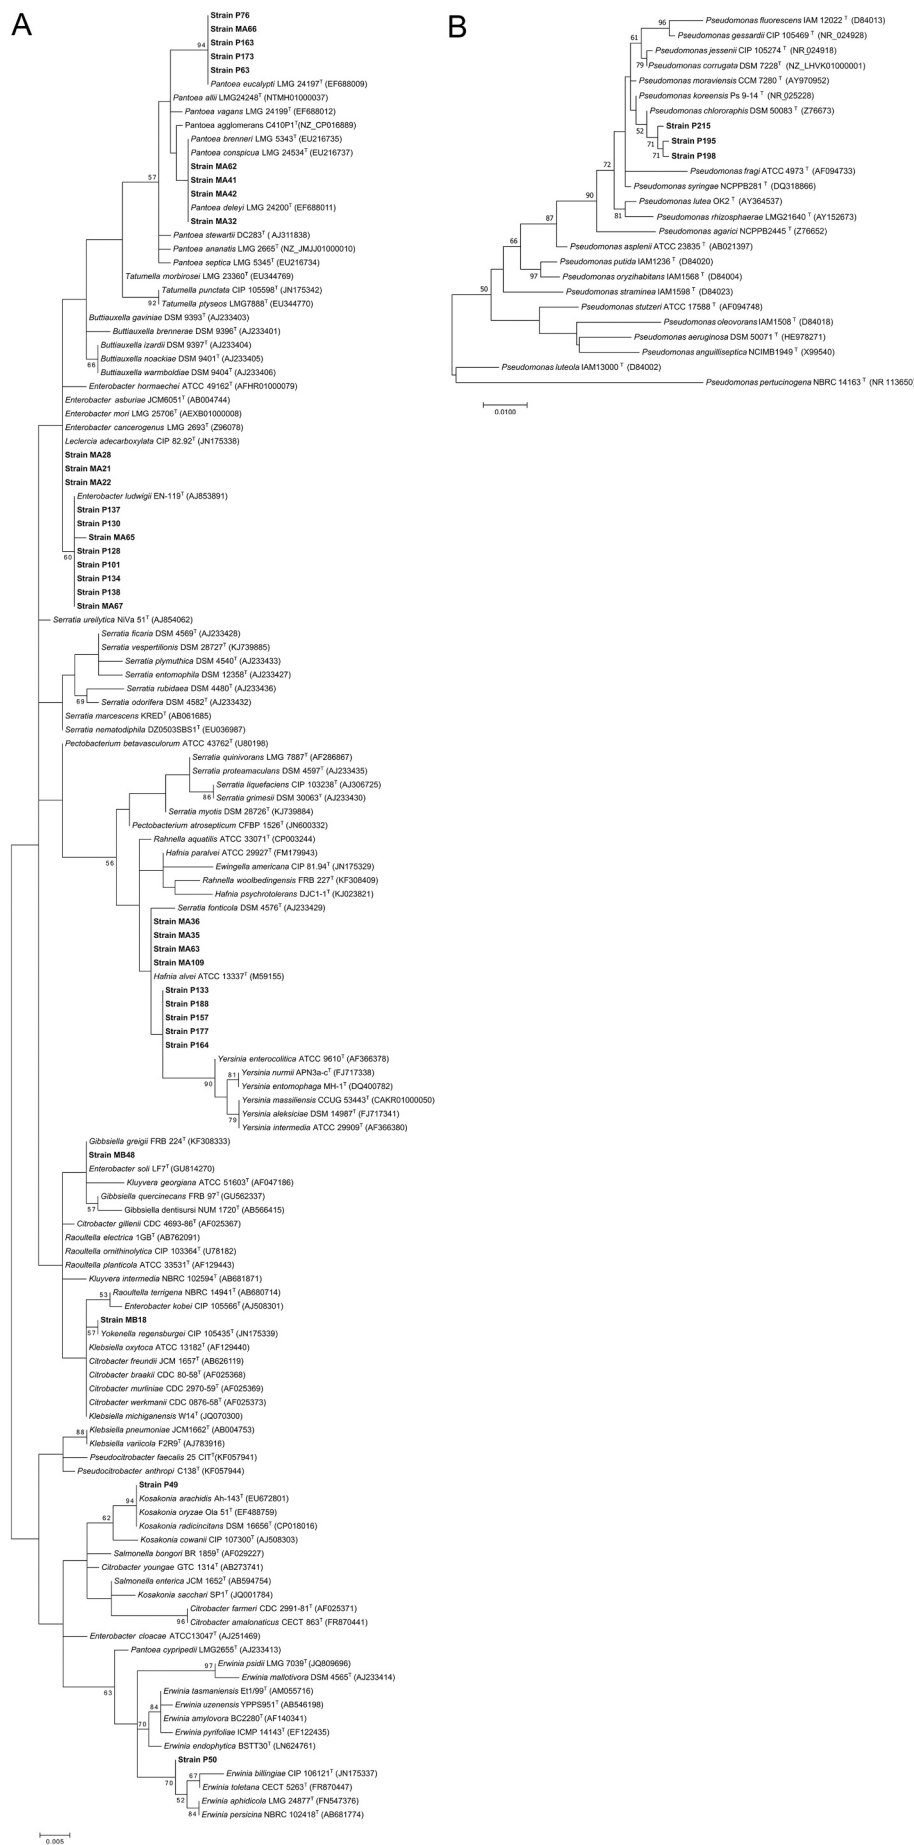 A
Strain P76
Strain MA66
Strain P163
94
Strain P173
Strain P63
Pantoea eucalypti LMG 24197T (EF688009)
Pantoea allii LMG24248T (NTMH01000037)
Pantoea vagans LMG 24199T (EF688012)
Pantoea agglomerans C410P1T(NZ_CP016889)
Pantoea brenneri LMG 5343T (EU216735)
Pantoea conspicua LMG 24534T (EU216737)
Strain MA62
57
Strain MA41
Strain MA42
Pantoea deleyi LMG 24200T (EF688011)
Strain MA32
Pantoea stewartii DC283T ( AJ311838)
Pantoea ananatis LMG 2665T (NZ_JMJJ01000010)
Pantoea septica LMG 5345T (EU216734)
Tatumella morbirosei LMG 23360T (EU344769)
Tatumella punctata CIP 105598T (JN175342)
92
Tatumella ptyseos LMG7888T (EU344770)
Buttiauxella gaviniae DSM 9393T (AJ233403)
Buttiauxella brennerae DSM 9396T (AJ233401)
Buttiauxella izardii DSM 9397T (AJ233404)
Buttiauxella noackiae DSM 9401T (AJ233405)
66
Buttiauxella warmboldiae DSM 9404T (AJ233406)
Enterobacter hormaechei ATCC 49162T (AFHR01000079)
Enterobacter asburiae JCM6051T (AB004744)
Enterobacter mori LMG 25706T (AEXB01000008)
Enterobacter cancerogenus LMG 2693T (Z96078)
Leclercia adecarboxylata CIP 82.92T (JN175338)
Strain MA28
Strain MA21
Strain MA22
Enterobacter ludwigii EN-119T (AJ853891)
Strain P137
Strain P130
Strain MA65
60
Strain P128
Strain P101
Strain P134
Strain P138
Strain MA67
Serratia ureilytica NiVa 51T (AJ854062)
Serratia ficaria DSM 4569T (AJ233428)
Serratia vespertilionis DSM 28727T (KJ739885)
Serratia plymuthica DSM 4540T (AJ233433)
Serratia entomophila DSM 12358T (AJ233427)
Serratia rubidaea DSM 4480T (AJ233436)
69
Serratia odorifera DSM 4582T (AJ233432)
Serratia marcescens KREDT (AB061685)
Serratia nematodiphila DZ0503SBS1T (EU036987)
Pectobacterium betavasculorum ATCC 43762T (U80198)
Serratia quinivorans LMG 7887T (AF286867)
Serratia proteamaculans DSM 4597T (AJ233435)
Serratia liquefaciens CIP 103238T (AJ306725)
86
Serratia grimesii DSM 30063T (AJ233430)
Serratia myotis DSM 28726T (KJ739884)
Pectobacterium atrosepticum CFBP 1526T (JN600332)
Rahnella aquatilis ATCC 33071T (CP003244)
56
Hafnia paralvei ATCC 29927T (FM179943)
Ewingella americana CIP 81.94T (JN175329)
Rahnella woolbedingensis FRB 227T (KF308409)
Hafnia psychrotolerans DJC1-1T (KJ023821)
Serratia fonticola DSM 4576T (AJ233429)
Strain MA36
Strain MA35
Strain MA63
Strain MA109
Hafnia alvei ATCC 13337T (M59155)
Strain P133
Strain P188
Strain P157
Strain P177
Strain P164
Yersinia enterocolitica ATCC 9610T (AF366378)
81
Yersinia nurmii APN3a-cT (FJ717338)
90
Yersinia entomophaga MH-1T (DQ400782)
Yersinia massiliensis CCUG 53443T (CAKR01000050)
Yersinia aleksiciae DSM 14987T (FJ717341)
79
Yersinia intermedia ATCC 29909T (AF366380)
Gibbsiella greigii FRB 224T (KF308333)
Strain MB48
Enterobacter soli LF7T (GU814270)
Kluyvera georgiana ATCC 51603T (AF047186)
Gibbsiella quercinecans FRB 97T (GU562337)
57
Gibbsiella dentisursi NUM 1720T (AB566415)
Citrobacter gillenii CDC 4693-86T (AF025367)
Raoultella electrica 1GBT (AB762091)
Raoultella ornithinolytica CIP 103364T (U78182)
Raoultella planticola ATCC 33531T (AF129443)
Kluyvera intermedia NBRC 102594T (AB681871)
53
Raoultella terrigena NBRC 14941T (AB680714)
Enterobacter kobei CIP 105566T (AJ508301)
Strain MB18
57
Yokenella regensburgei CIP 105435T (JN175339)
Klebsiella oxytoca ATCC 13182T (AF129440)
Citrobacter freundii JCM 1657T (AB626119)
Citrobacter braakii CDC 80-58T (AF025368)
Citrobacter murliniae CDC 2970-59T (AF025369)
Citrobacter werkmanii CDC 0876-58T (AF025373)
Klebsiella michiganensis W14T (JQ070300)
88
Klebsiella pneumoniae JCM1662T (AB004753)
Klebsiella variicola F2R9T (AJ783916)
Pseudocitrobacter faecalis 25 CITT(KF057941)
Pseudocitrobacter anthropi C138T (KF057944)
Strain P49
94
Kosakonia arachidis Ah-143T (EU672801)
Kosakonia oryzae Ola 51T (EF488759)
62
Kosakonia radicincitans DSM 16656T (CP018016)
Kosakonia cowanii CIP 107300T (AJ508303)
Salmonella bongori BR 1859T (AF029227)
Citrobacter youngae GTC 1314T (AB273741)
Salmonella enterica JCM 1652T (AB594754)
Kosakonia sacchari SP1T (JQ001784)
Citrobacter farmeri CDC 2991-81T (AF025371)
96
Citrobacter amalonaticus CECT 863T (FR870441)
Enterobacter cloacae ATCC13047T (AJ251469)
Pantoea cypripedii LMG2655T (AJ233413)
97
Erwinia psidii LMG 7039T (JQ809696)
Erwinia mallotivora DSM 4565T (AJ233414)
63
Erwinia tasmaniensis Et1/99T (AM055716)
84
Erwinia uzenensis YPPS951T (AB546198)
Erwinia amylovora BC2280T (AF140341)
70
Erwinia pyrifoliae ICMP 14143T (EF122435)
Erwinia endophytica BSTT30T (LN624761)
Strain P50
70
67
Erwinia billingiae CIP 106121T (JN175337)
Erwinia toletana CECT 5263T (FR870447)
52
Erwinia aphidicola LMG 24877T (FN547376)
84
Erwinia persicina NBRC 102418T (AB681774)
0.005
B
96
Pseudomonas fluorescens IAM 12022 T (D84013)
61
Pseudomonas gessardii CIP 105469 T (NR_024928)
Pseudomonas jessenii CIP 105274 T (NR_024918)
79
Pseudomonas corrugata DSM 7228T (NZ_LHVK01000001)
Pseudomonas moraviensis CCM 7280 T (AY970952)
Pseudomonas koreensis Ps 9-14 T (NR_025228)
Pseudomonas chlororaphis DSM 50083 T (Z76673)
52
Strain P215
71
Strain P195
71
Strain P198
72
Pseudomonas fragi ATCC 4973 T (AF094733)
Pseudomonas syringae NCPPB281 T (DQ318866)
90
Pseudomonas lutea OK2 T (AY364537)
81
Pseudomonas rhizosphaerae LMG21640 T (AY152673)
87
Pseudomonas agarici NCPPB2445 T (Z76652)
66
Pseudomonas asplenii ATCC 23835T (AB021397)
Pseudomonas putida IAM1236 T (D84020)
97
Pseudomonas oryzihabitans IAM1568 T (D84004)
50
Pseudomonas straminea IAM1598 T (D84023)
Pseudomonas stutzeri ATCC 17588 T (AF094748)
Pseudomonas oleovorans IAM1508 T (D84018)
Pseudomonas aeruginosa DSM 50071 T (HE978271)
Pseudomonas anguilliseptica NCIMB1949 T (X99540)
Pseudomonas luteola IAM13000 T (D84002)
Pseudomonas pertucinogena NBRC 14163 T (NR 113650)
0.0100